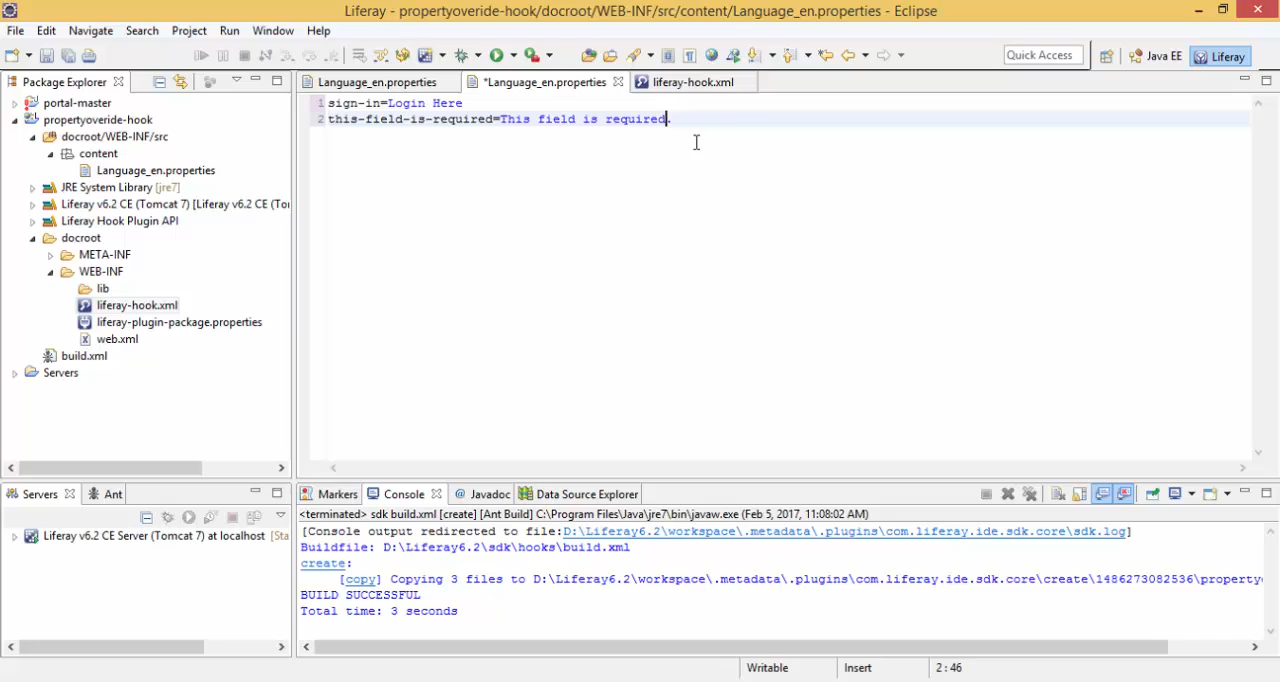 Liferay - propertyoveride-hook/docroot/WEB-INF/src/content/Language_en.properties - Eclipse
File Edit Navigate Search Project Run Window Help
Quick Access Java EE Liferay
Package Explorer
Language_en.properties *Language_en.properties liferay-hook.xml
portal-master
propertyoveride-hook
docroot/WEB-INF/src
content
Language_en.properties
JRE System Library [jre7]
Liferay v6.2 CE (Tomcat 7) [Liferay v6.2 CE (To
Liferay Hook Plugin API
docroot
META-INF
WEB-INF
lib
liferay-hook.xml
liferay-plugin-package.properties
web.xml
build.xml
Servers
1 sign-in=Login Here
2 this-field-is-required=This field is required.
Servers Ant
Liferay v6.2 CE Server (Tomcat 7) at localhost [Sta
Markers Console @ Javadoc Data Source Explorer
<terminated> sdk build.xml [create] [Ant Build] C:\Program Files\Java\jre7\bin\javaw.exe (Feb 5, 2017, 11:08:02 AM)
[Console output redirected to file:D:\Liferay6.2\workspace\.metadata\.plugins\com.liferay.ide.sdk.core\sdk.log]
Buildfile: D:\Liferay6.2\sdk\hooks\build.xml
create:
[copy] Copying 3 files to D:\Liferay6.2\workspace\.metadata\.plugins\com.liferay.ide.sdk.core\create\1486273082536\property
BUILD SUCCESSFUL
Total time: 3 seconds
Writable Insert 2 : 46